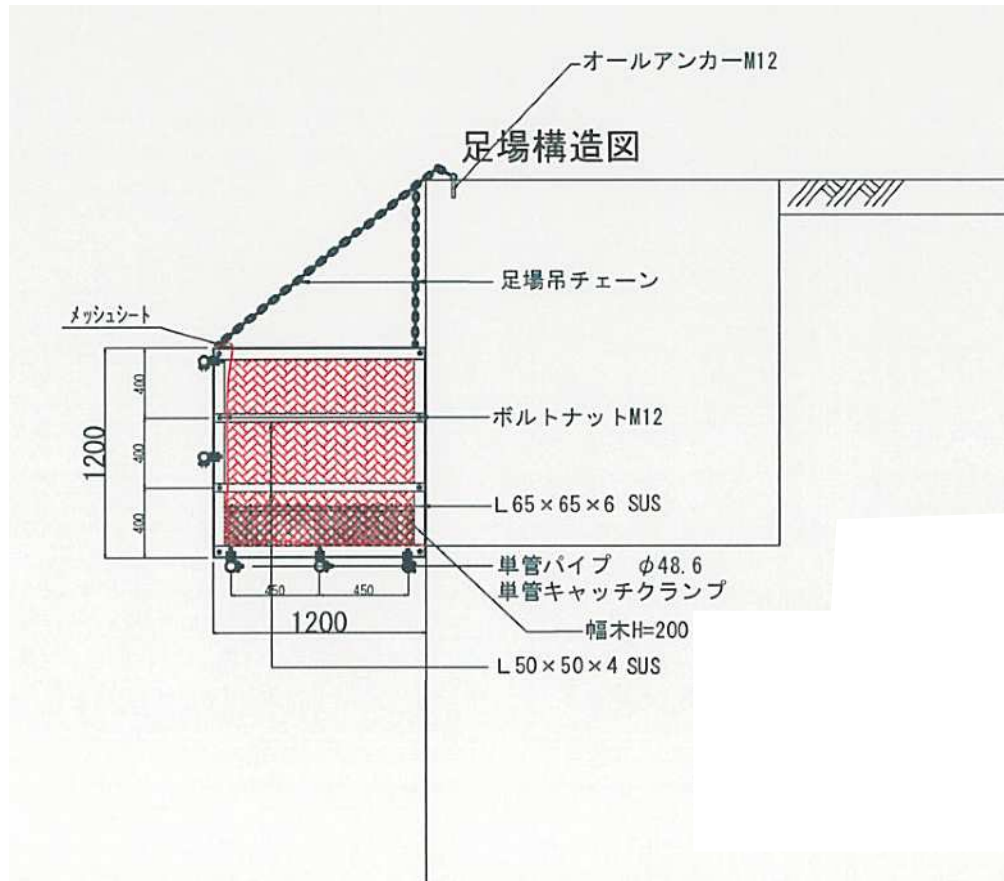 オールアンカーM12
足場構造図
足場吊チェーン
メッシュシート
400
400
400
1200
ボルトナットM12
L65×65×6 SUS
単管パイプ φ48.6
単管キャッチクランプ
450
450
1200
幅木H=200
L50×50×4 SUS